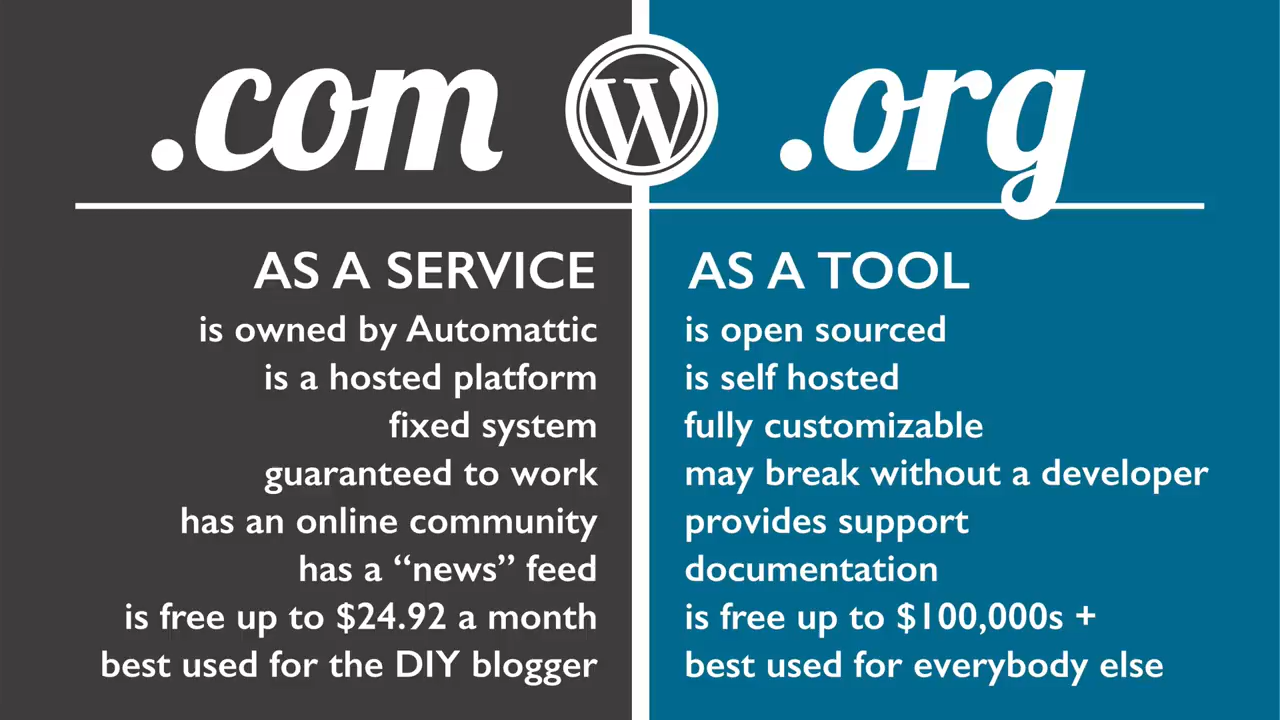 .com
W
.org
AS A SERVICE
is owned by Automattic
is a hosted platform
fixed system
guaranteed to work
has an online community
has a “news” feed
is free up to $24.92 a month
best used for the DIY blogger
AS A TOOL
is open sourced
is self hosted
fully customizable
may break without a developer
provides support
documentation
is free up to $100,000s +
best used for everybody else